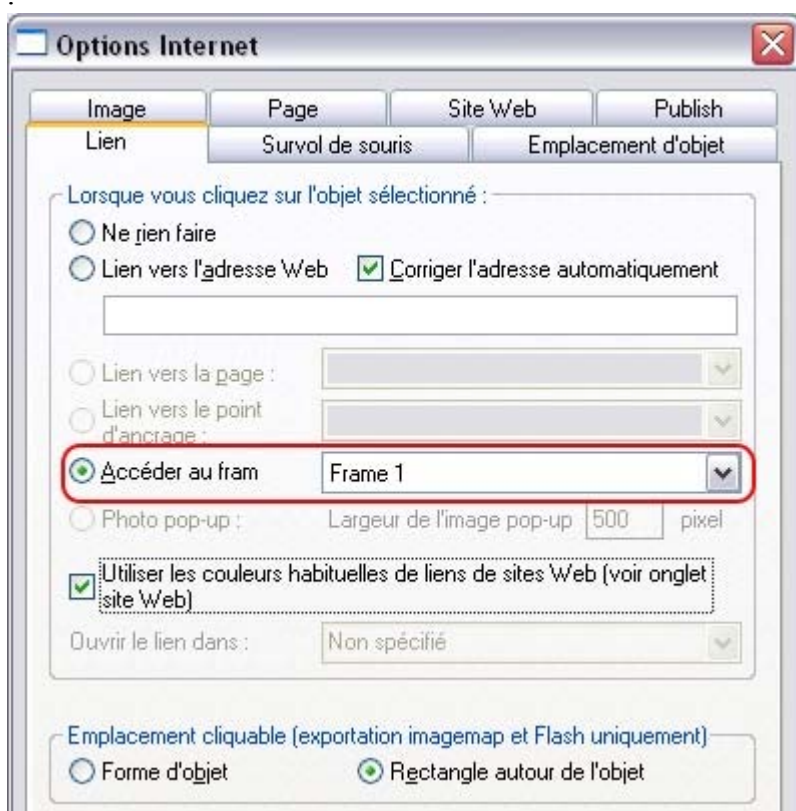 .
Options Internet
Image Page Site Web Publish
Lien Survol de souris Emplacement d'objet
Lorsque vous cliquez sur l'objet sélectionné :
Ne rien faire
Lien vers l'adresse Web Corriger l'adresse automatiquement
Lien vers la page :
Lien vers le point
d'ancrage :
Accéder au fram Frame 1
Photo pop-up : Largeur de l'image pop-up 500 pixel
Utiliser les couleurs habituelles de liens de sites Web (voir onglet
site Web)
Ouvrir le lien dans : Non spécifié
Emplacement cliquable (exportation imagemap et Flash uniquement)
Forme d'objet Rectangle autour de l'objet